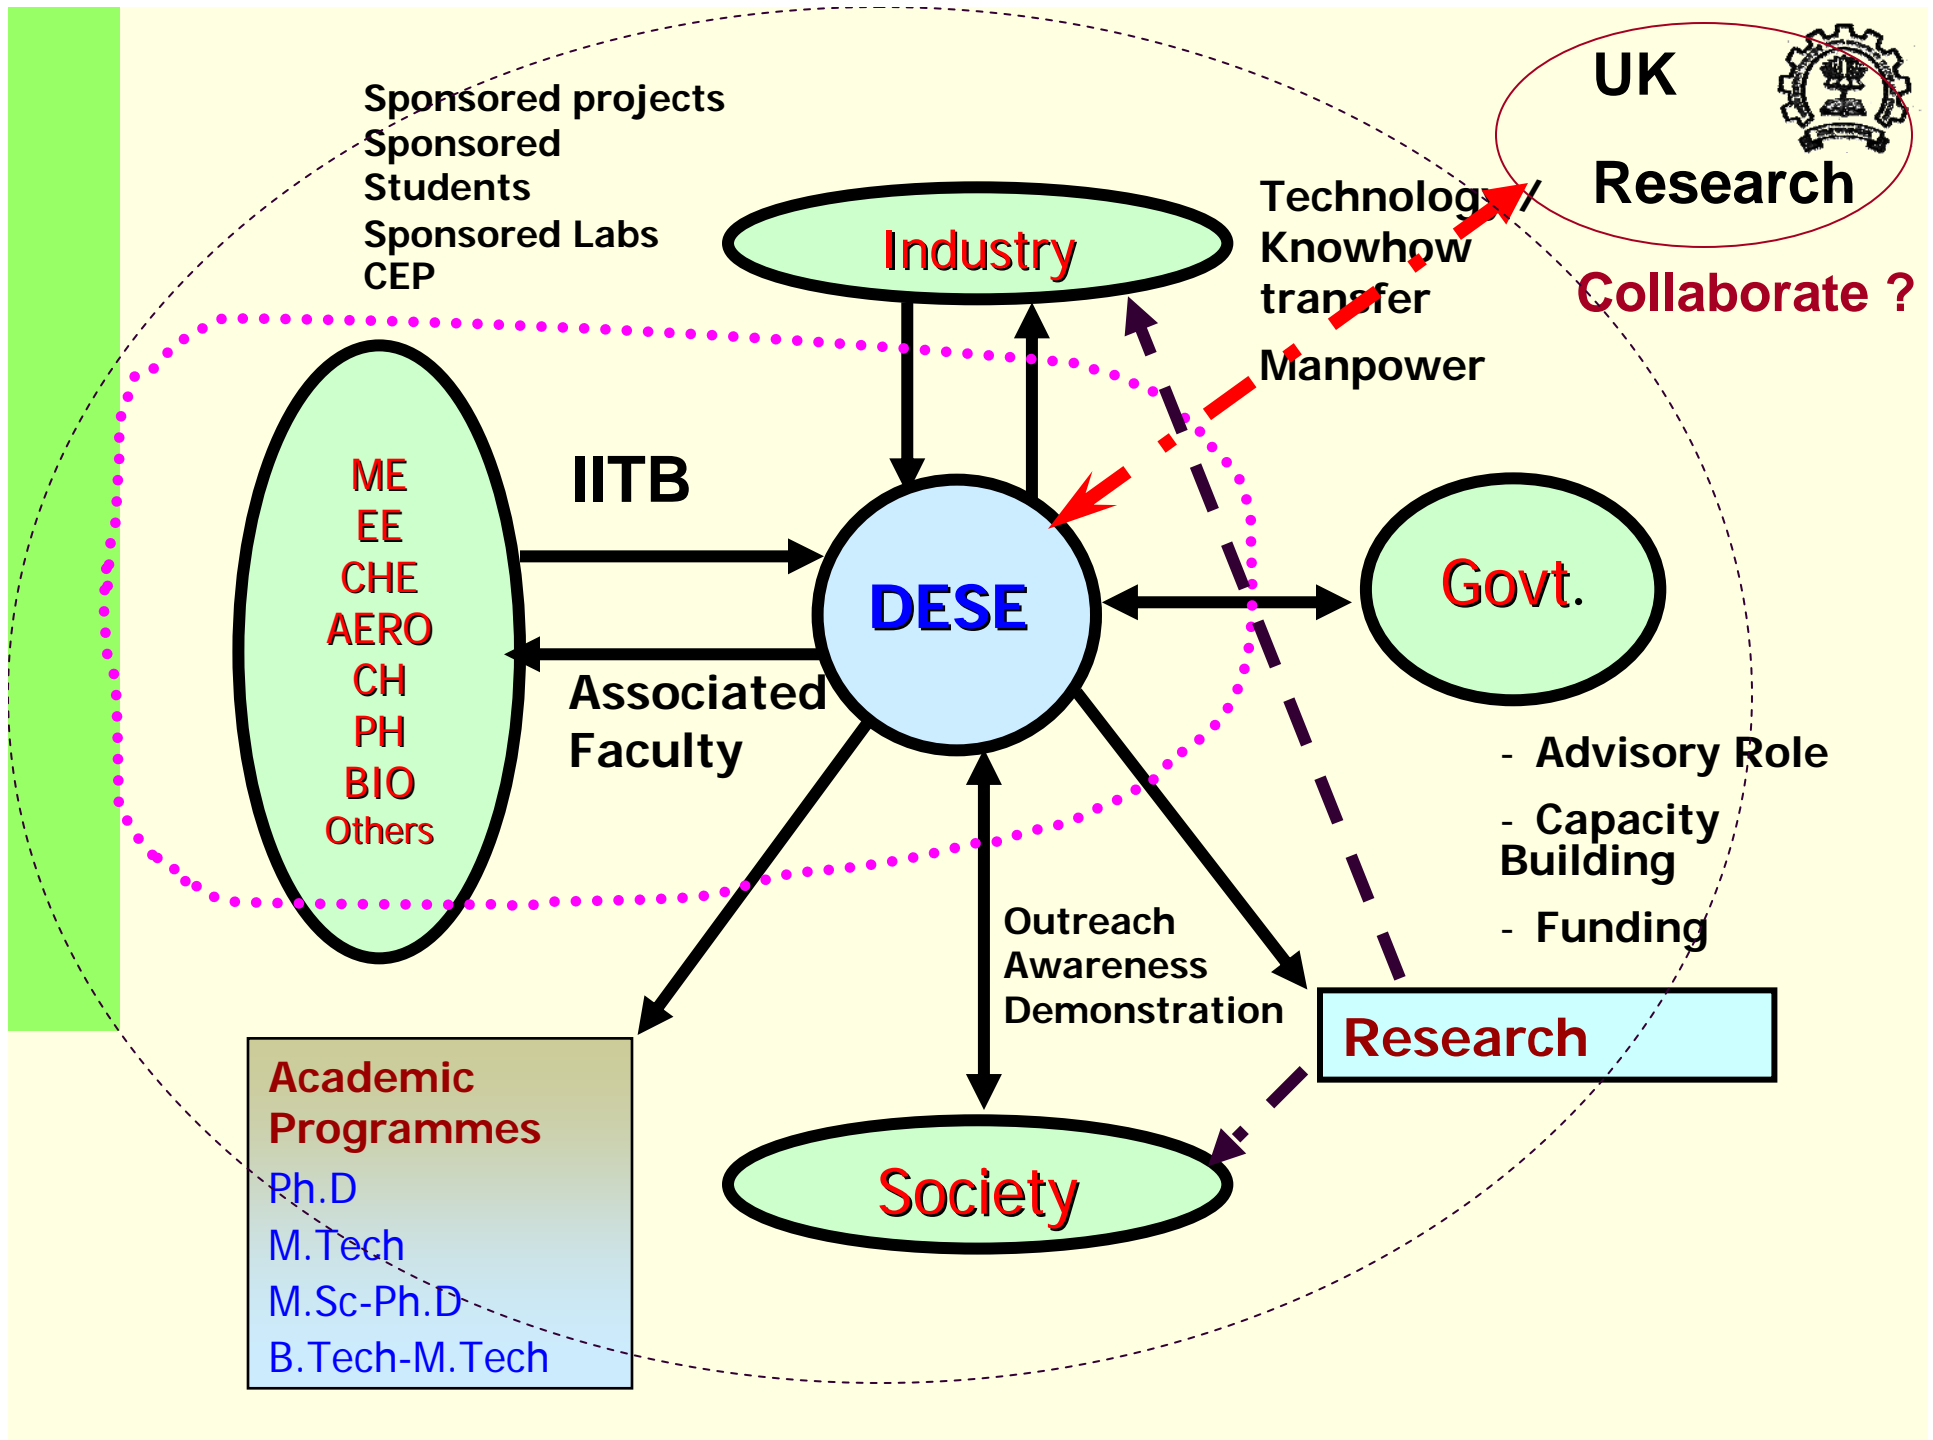 UK
Research
Collaborate ?
Sponsored projects
Sponsored
Students
Sponsored Labs
CEP
Industry
Technology /
Knowhow
transfer
Manpower
ME
EE
CHE
AERO
CH
PH
BIO
Others
IITB
DESE
Govt.
Associated
Faculty
- Advisory Role
- Capacity
Building
- Funding
Outreach
Awareness
Demonstration
Research
Academic
Programmes
Ph.D
M.Tech
M.Sc-Ph.D
B.Tech-M.Tech
Society